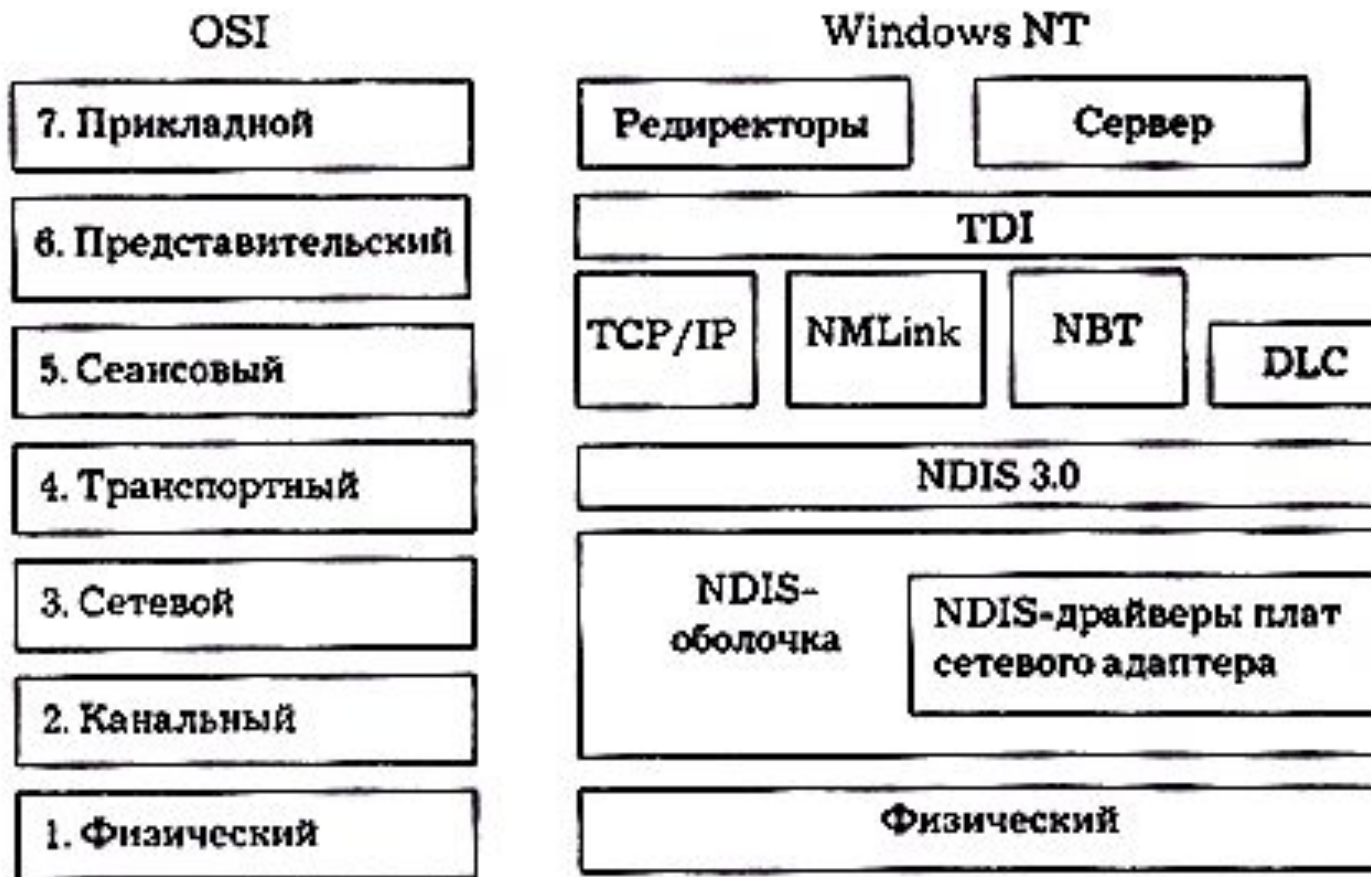 OSI
7. Прикладной
6. Представительский
5. Сеансовый
4. Транспортный
3. Сетевой
2. Канальный
1. Физический
Windows NT
Редиректоры
Сервер
TDI
TCP/IP
NMLink
NBT
DLC
NDIS 3.0
NDIS-
оболочка
NDIS-драйверы плат
сетевого адаптера
Физический